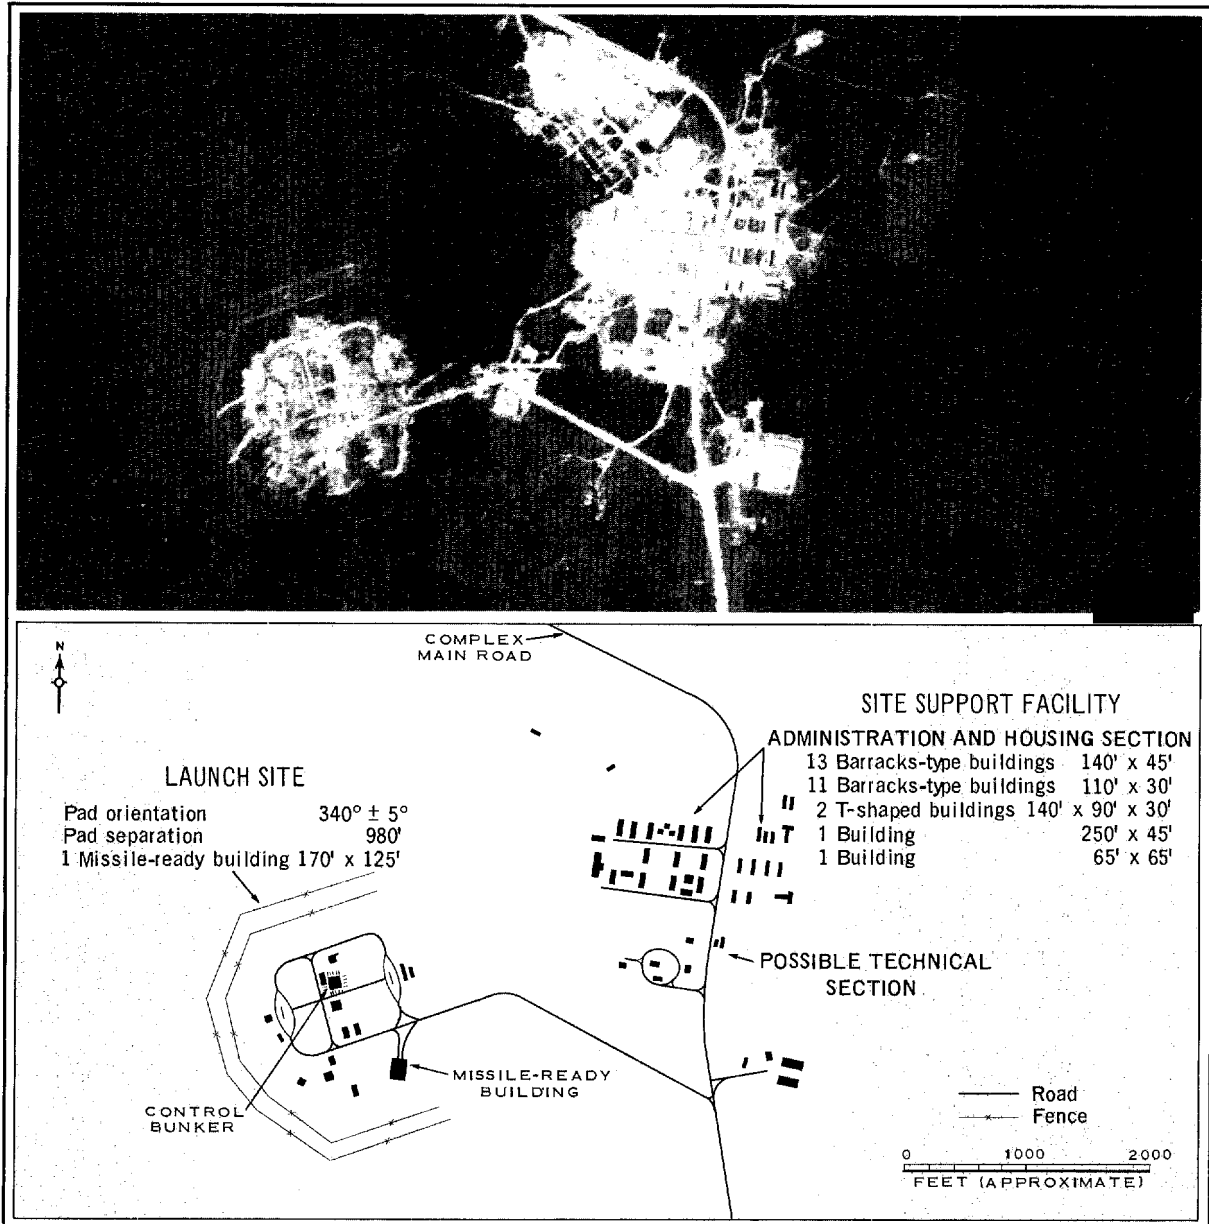 COMPLEX
MAIN ROAD
N
SITE SUPPORT FACILITY
ADMINISTRATION AND HOUSING SECTION
13 Barracks-type buildings 140' x 45'
11 Barracks-type buildings 110' x 30'
2 T-shaped buildings 140' x 90' x 30'
1 Building 250' x 45'
1 Building 65' x 65'
LAUNCH SITE
Pad orientation 340° ± 5°
Pad separation 980'
1 Missile-ready building 170' x 125'
POSSIBLE TECHNICAL
SECTION
MISSILE-READY
BUILDING
CONTROL
BUNKER
Road
Fence
0 1000 2000
FEET (APPROXIMATE)